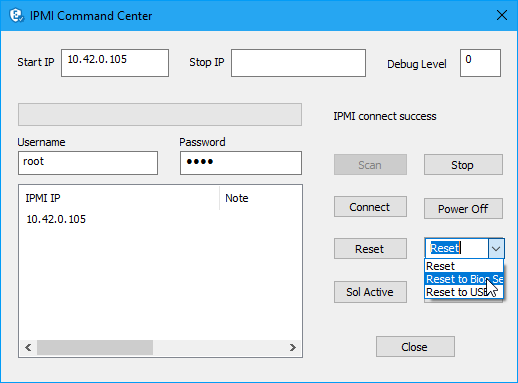 IPMI Command Center
Start IP 10.42.0.105 Stop IP Debug Level 0
IPMI connect success
Username Password
root ●●●●
Scan Stop
IPMI IP Note
10.42.0.105
Connect Power Off
Reset Reset
Reset
Reset to Bios Se
Reset to USB
Sol Active
Close